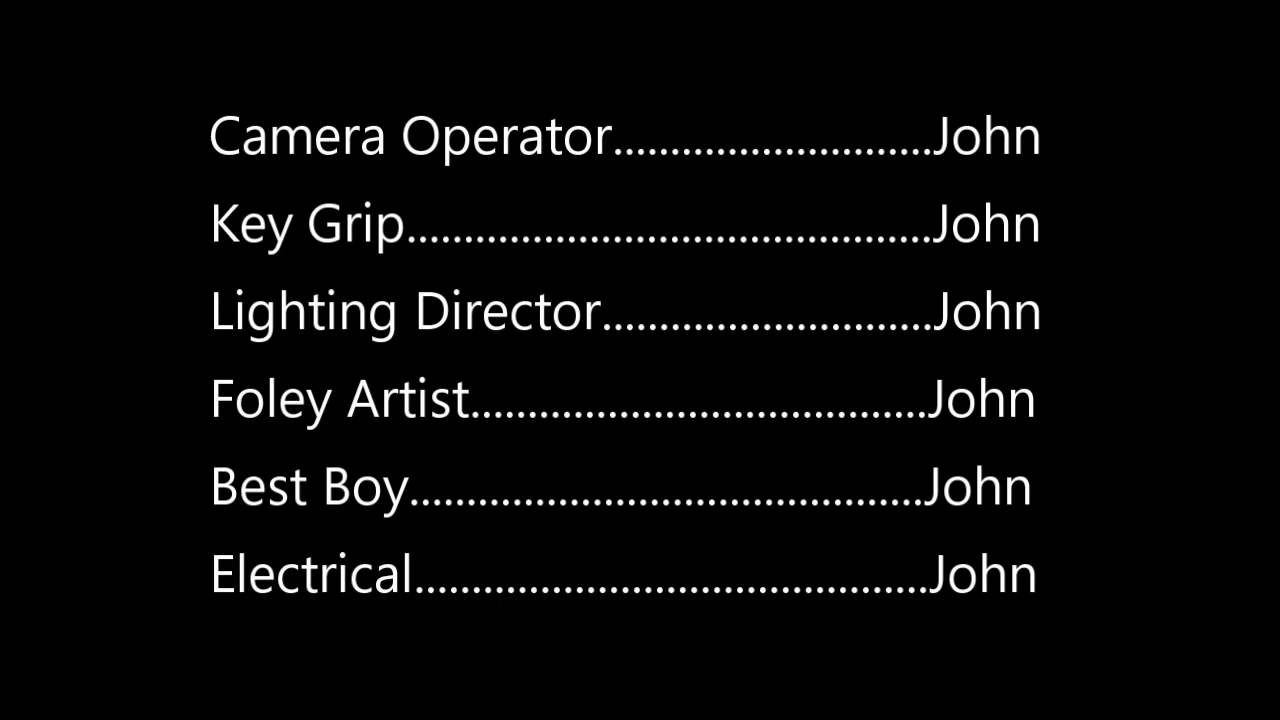 Camera Operator............................John
Key Grip..............................................John
Lighting Director.............................John
Foley Artist........................................John
Best Boy.............................................John
Electrical.............................................John